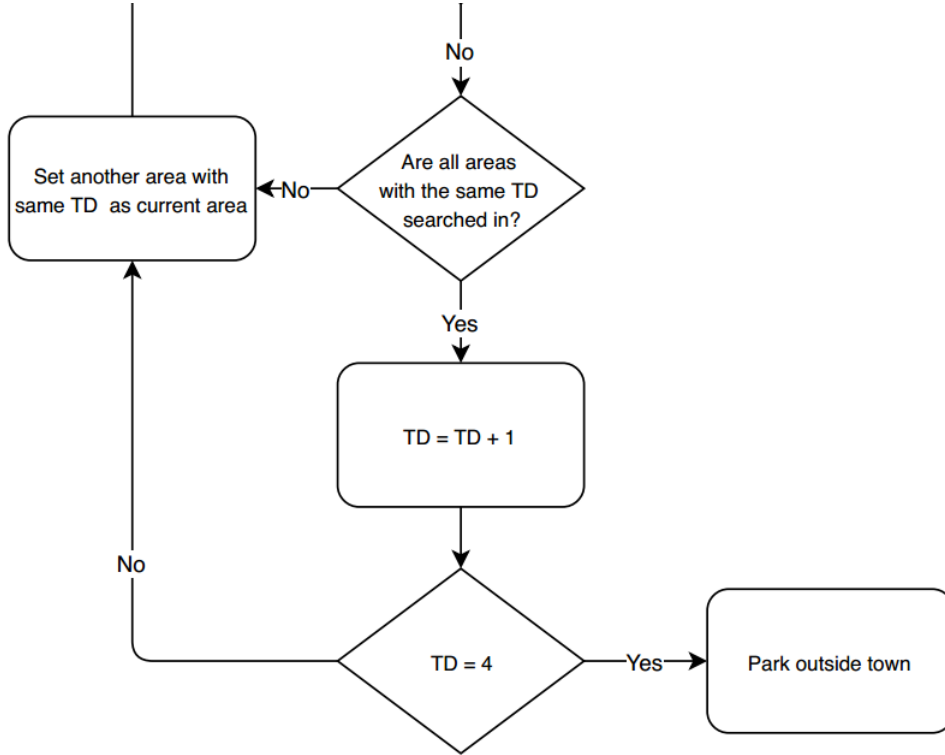 No
Are all areas
with the same TD
searched in?
No
Set another area with
same TD as current area
Yes
TD = TD + 1
No
TD = 4
Yes
Park outside town